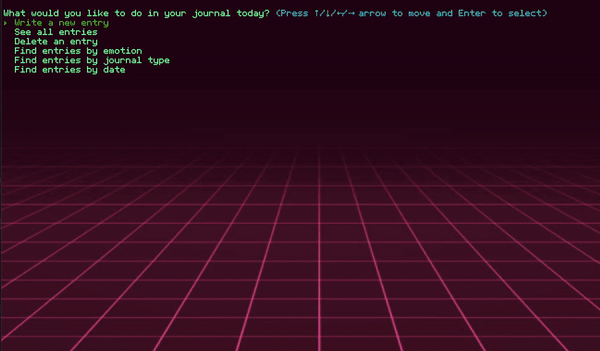 What would you like to do in your journal today? (Press ↑/↓/←/→ arrow to move and Enter to select)
‣ Write a new entry
See all entries
Delete an entry
Find entries by emotion
Find entries by journal type
Find entries by date